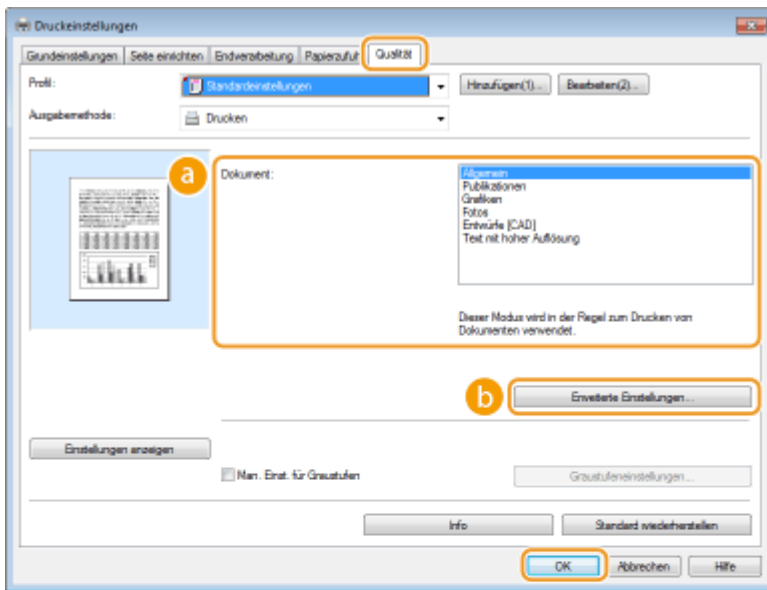 Druckeinstellungen
Grundeinstellungen Seite einrichten Endverarbeitung Papierzufuhr Qualität
Profil: Standardeinstellungen Hinzufügen(1)... Bearbeiten(2)...
Ausgabemethode: Drucken
a Dokument: Allgemein
Publikationen
Grafiken
Fotos
Entwürfe [CAD]
Text mit hoher Auflösung
Dieser Modus wird in der Regel zum Drucken von
Dokumenten verwendet.
b Erweiterte Einstellungen...
Einstellungen anzeigen
Man. Einst. für Graustufen Graustufeneinstellungen...
Info Standard wiederherstellen
OK Abbrechen Hilfe